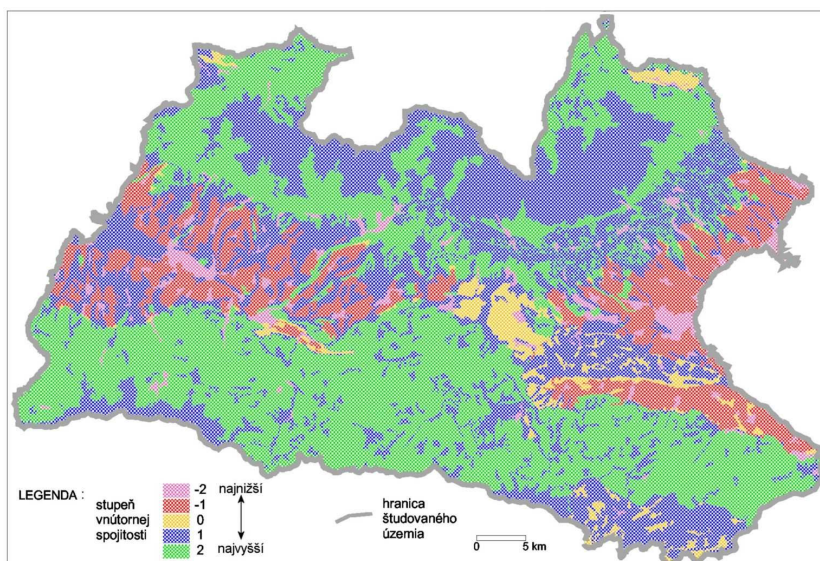 LEGENDA :
stupeň
vnútornej
spojitosti
-2 najnižší
-1
0
1
2 najvyšší
hranica
študovaného
územia
0 5 km